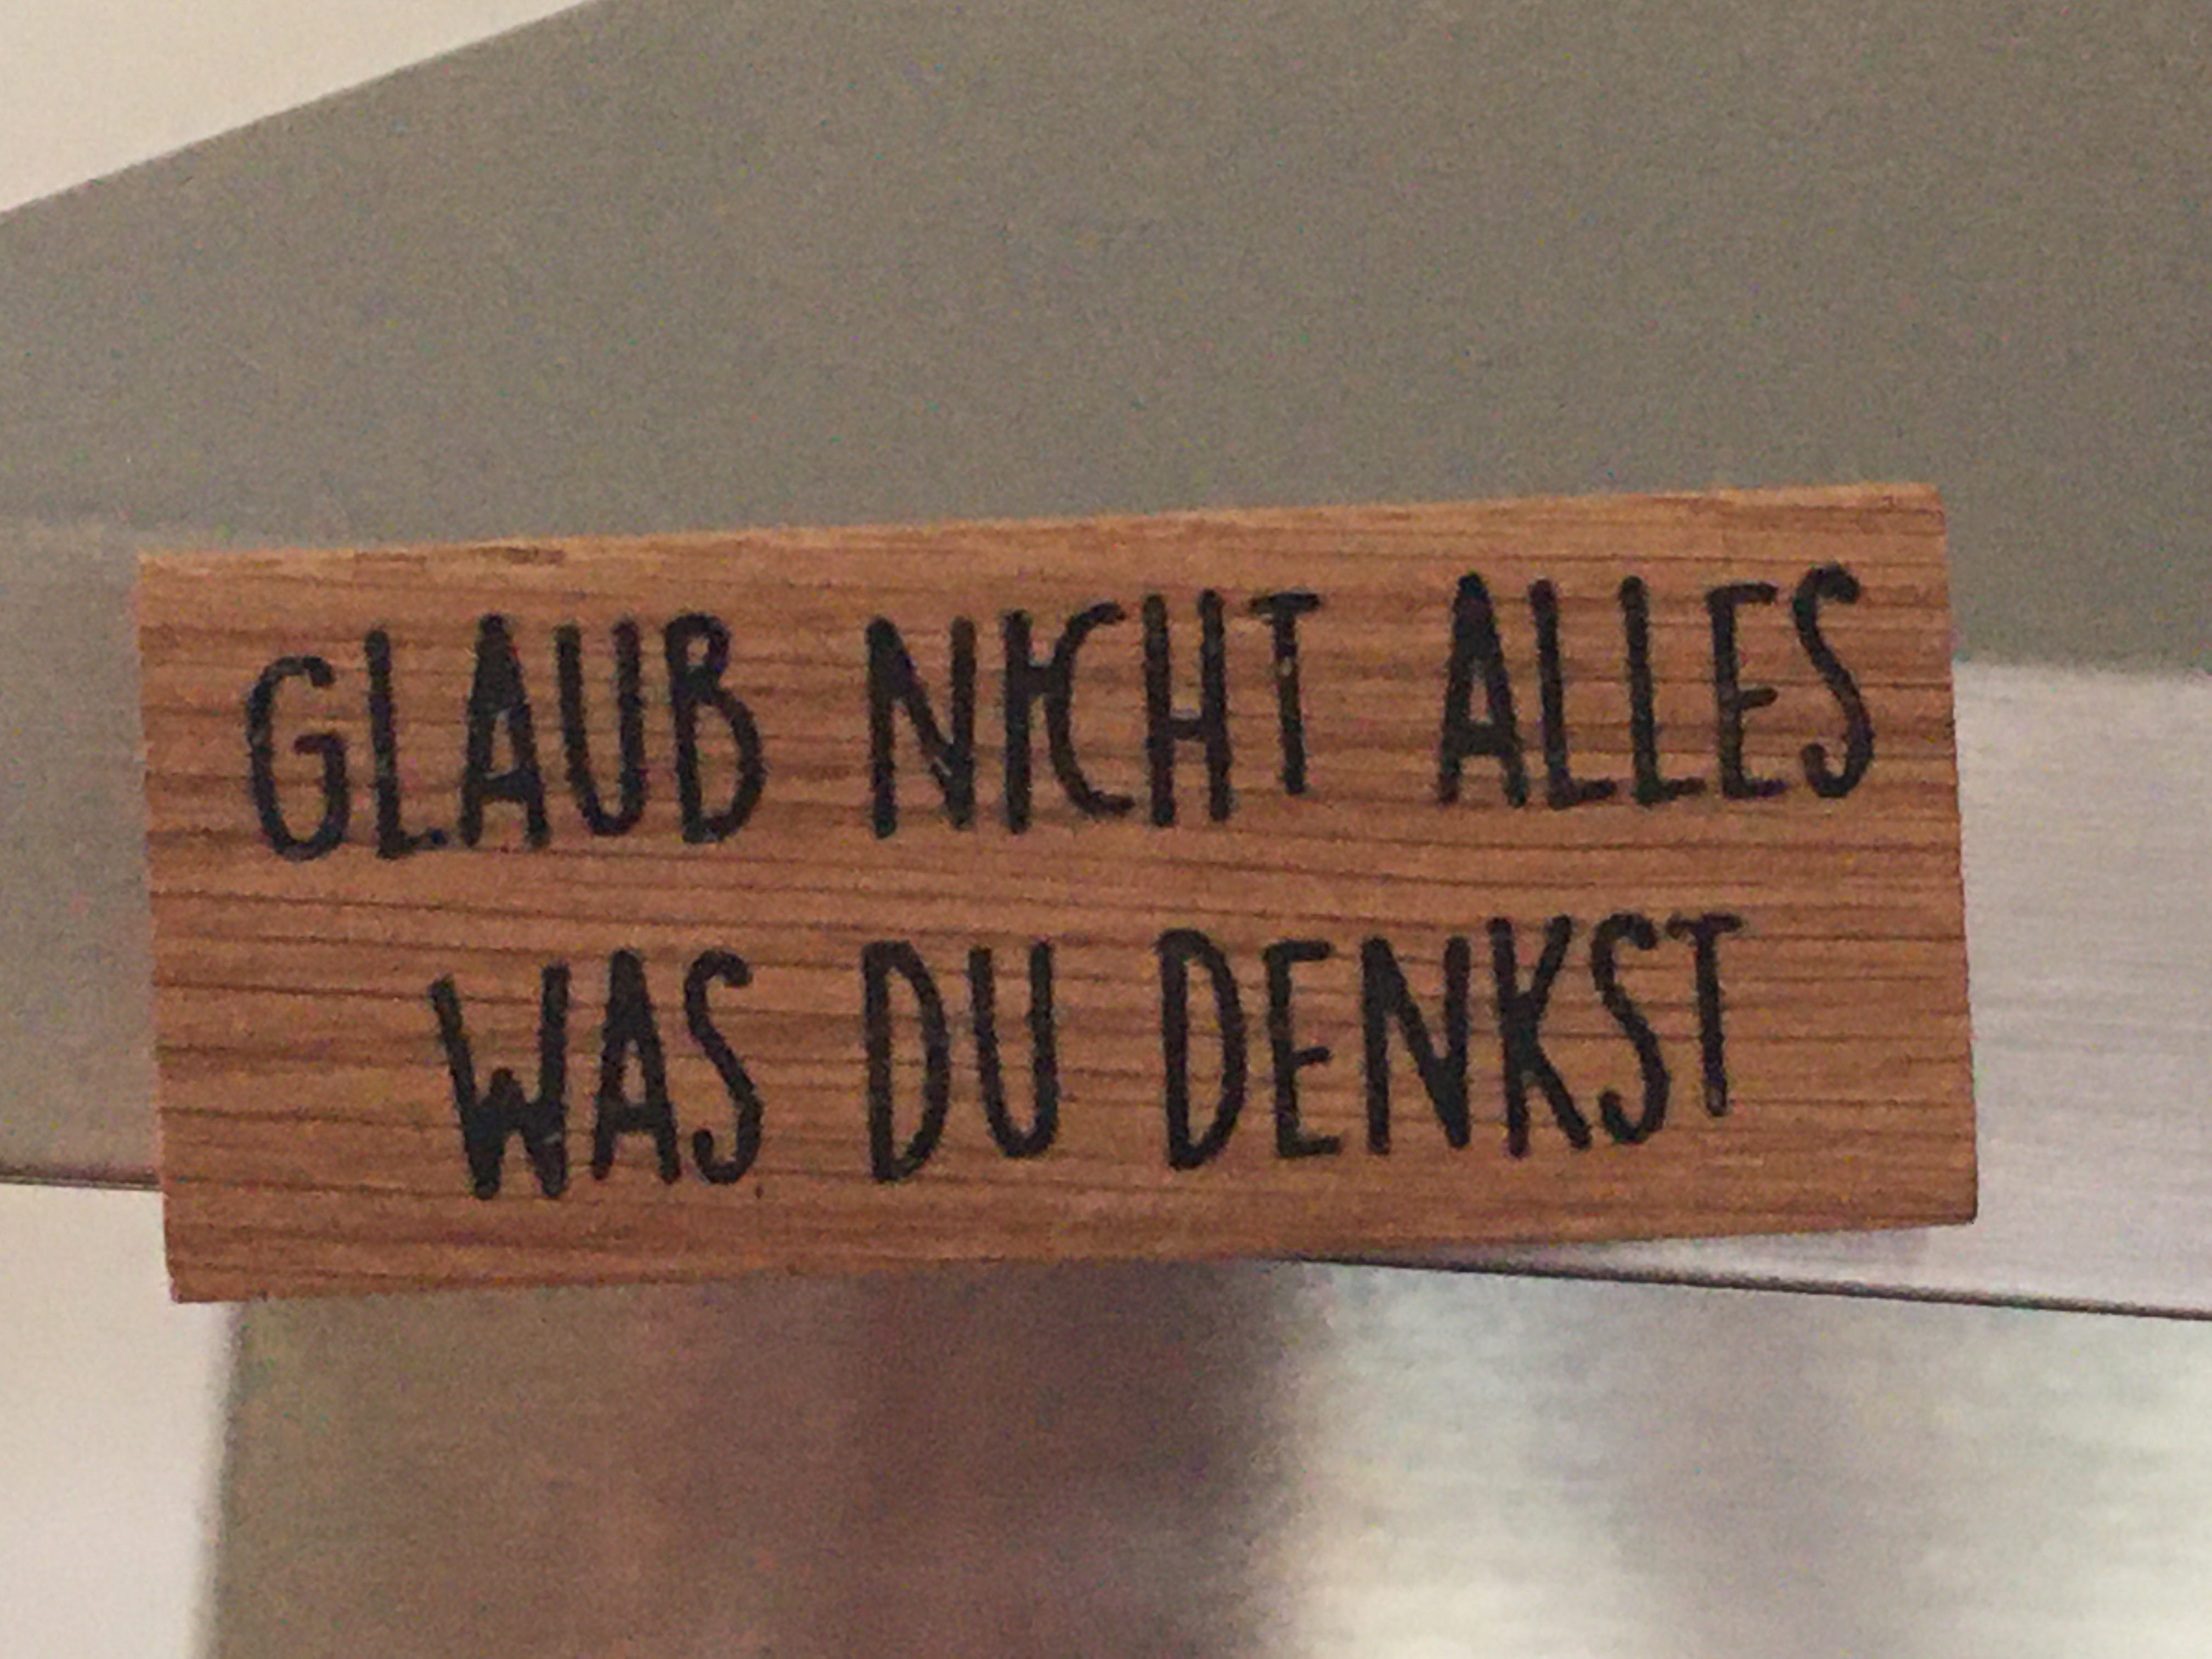 GLAUB NICHT ALLES
WAS DU DENKST